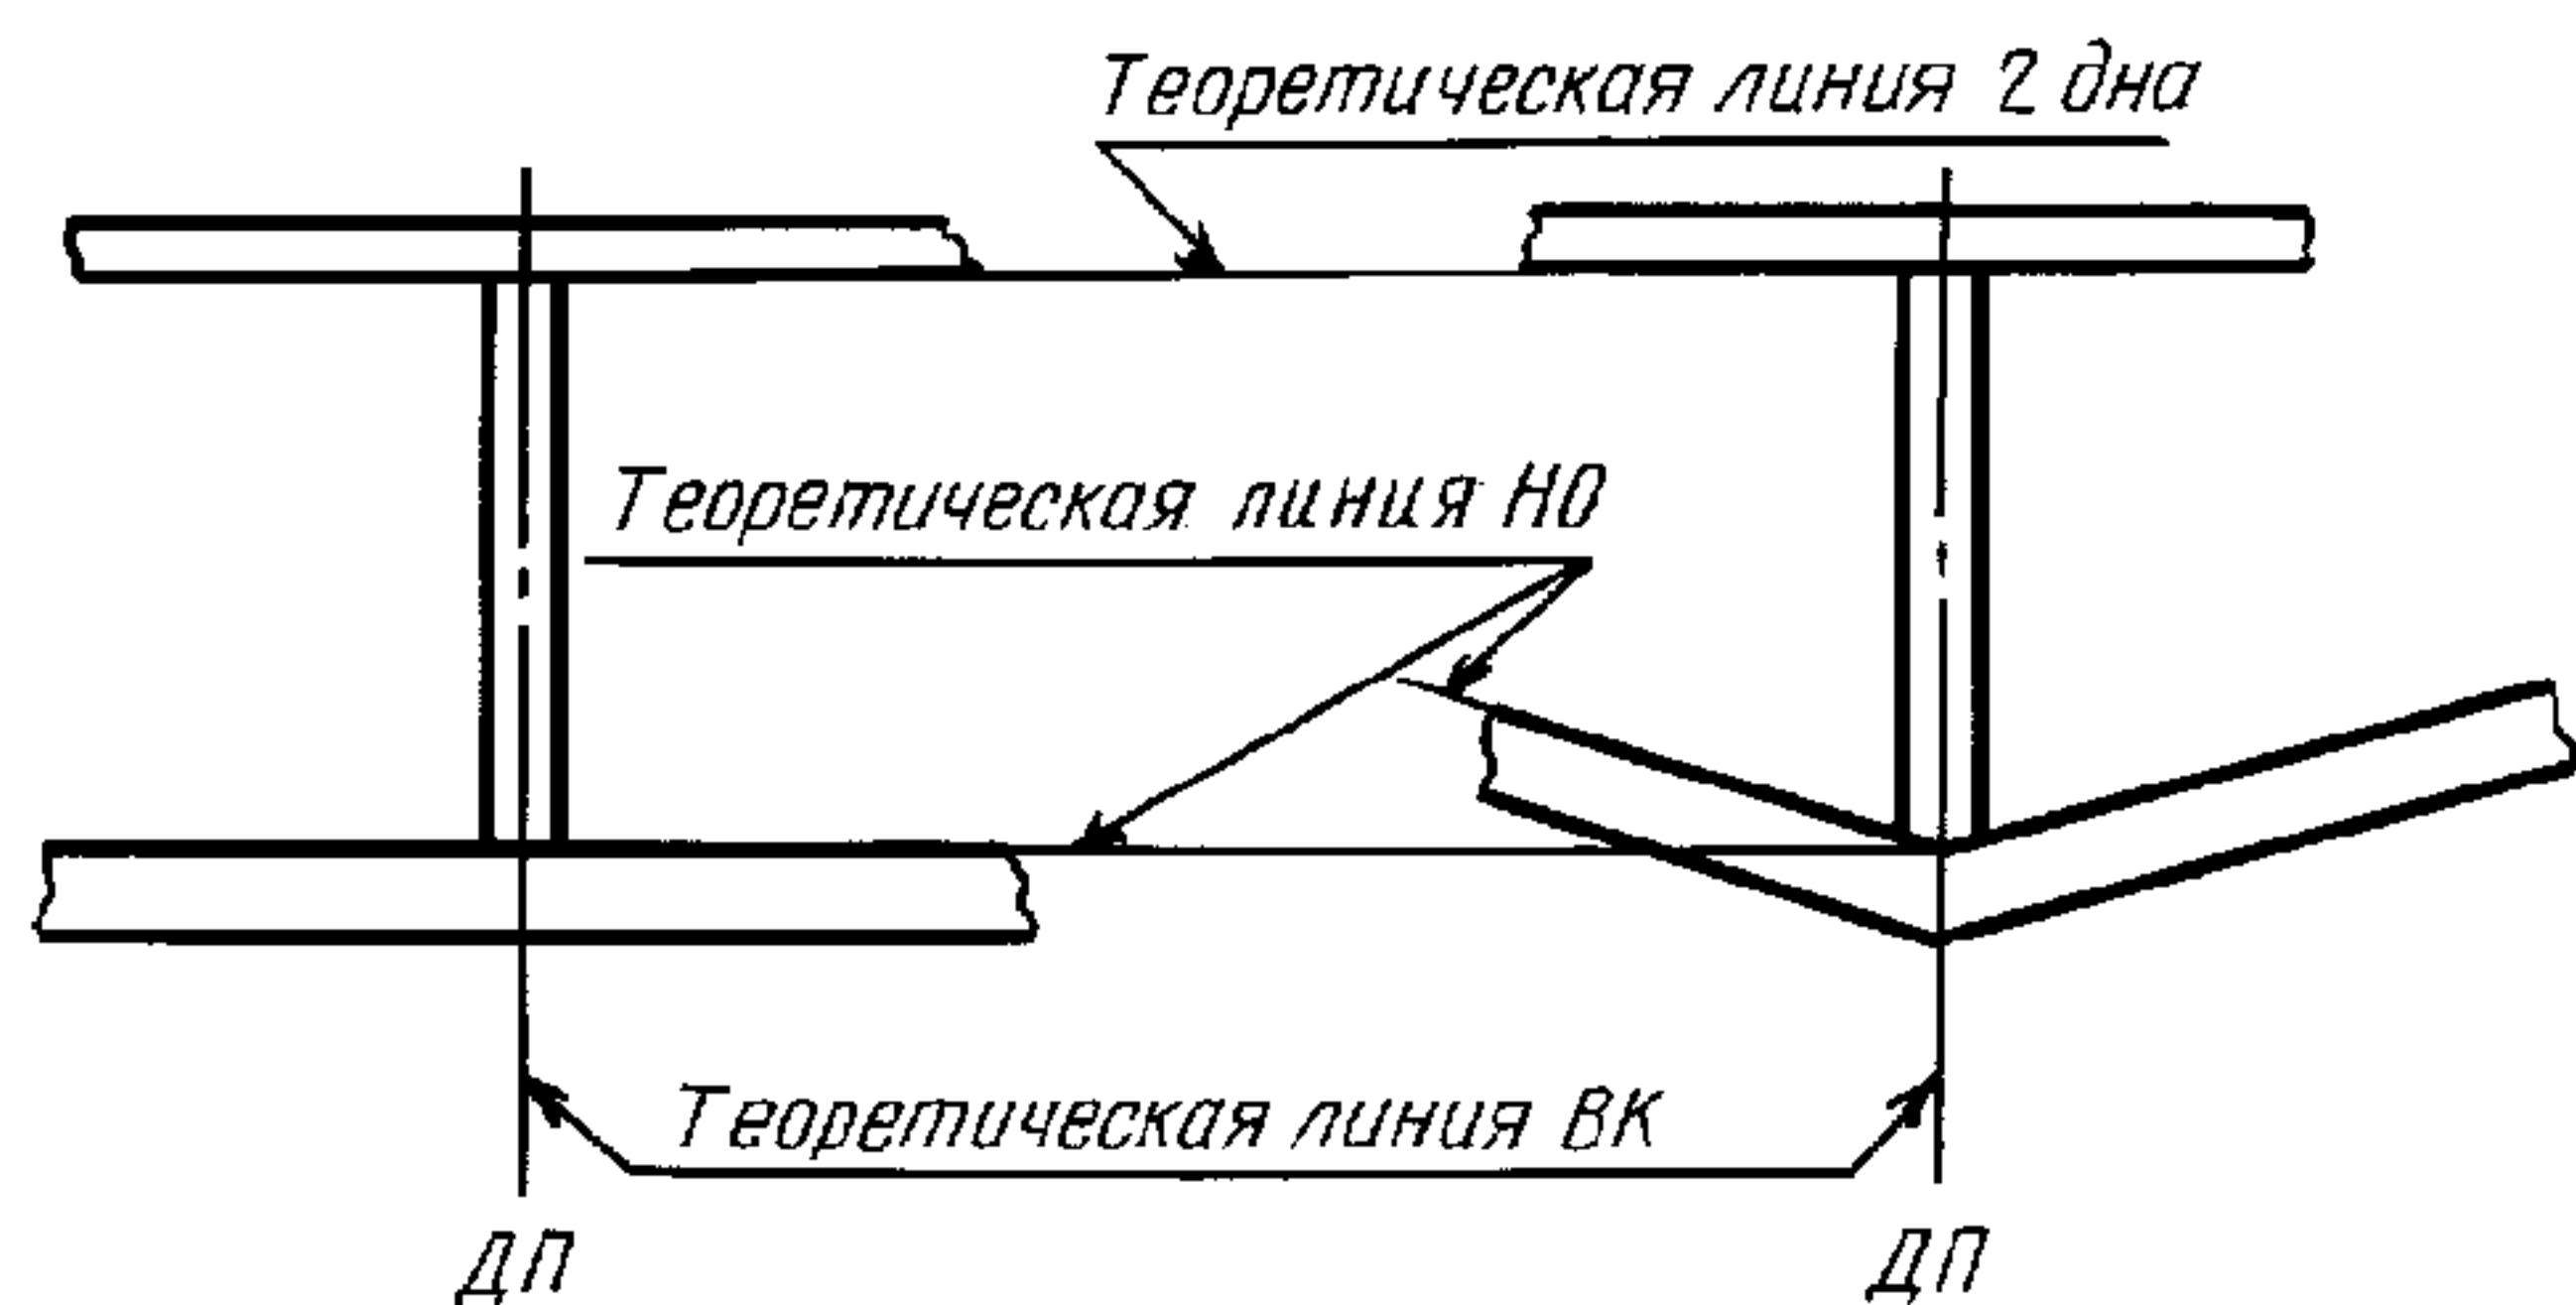 Теоретическая линия 2 дна
Теоретическая линия НО
Теоретическая линия ВК
ДП
ДП